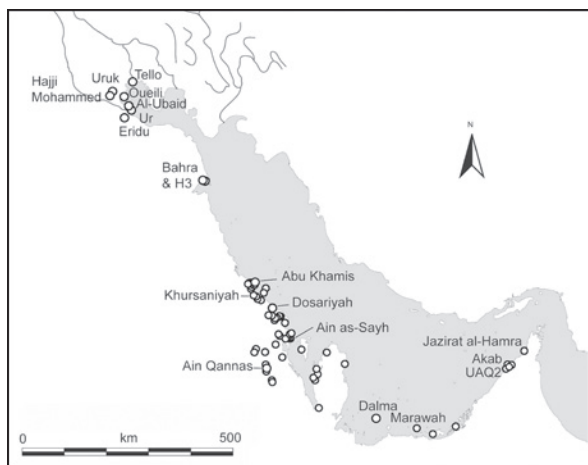 Tello
Uruk
Oueili
Hajji
Mohammed
Al-Ubaid
Ur
Eridu
N
Bahra
& H3
Abu Khamis
Khursaniyah
Dosariyah
Ain as-Sayh
Jazirat al-Hamra
Akab
UAQ2
Ain Qannas
Dalma
Marawah
0 km 500